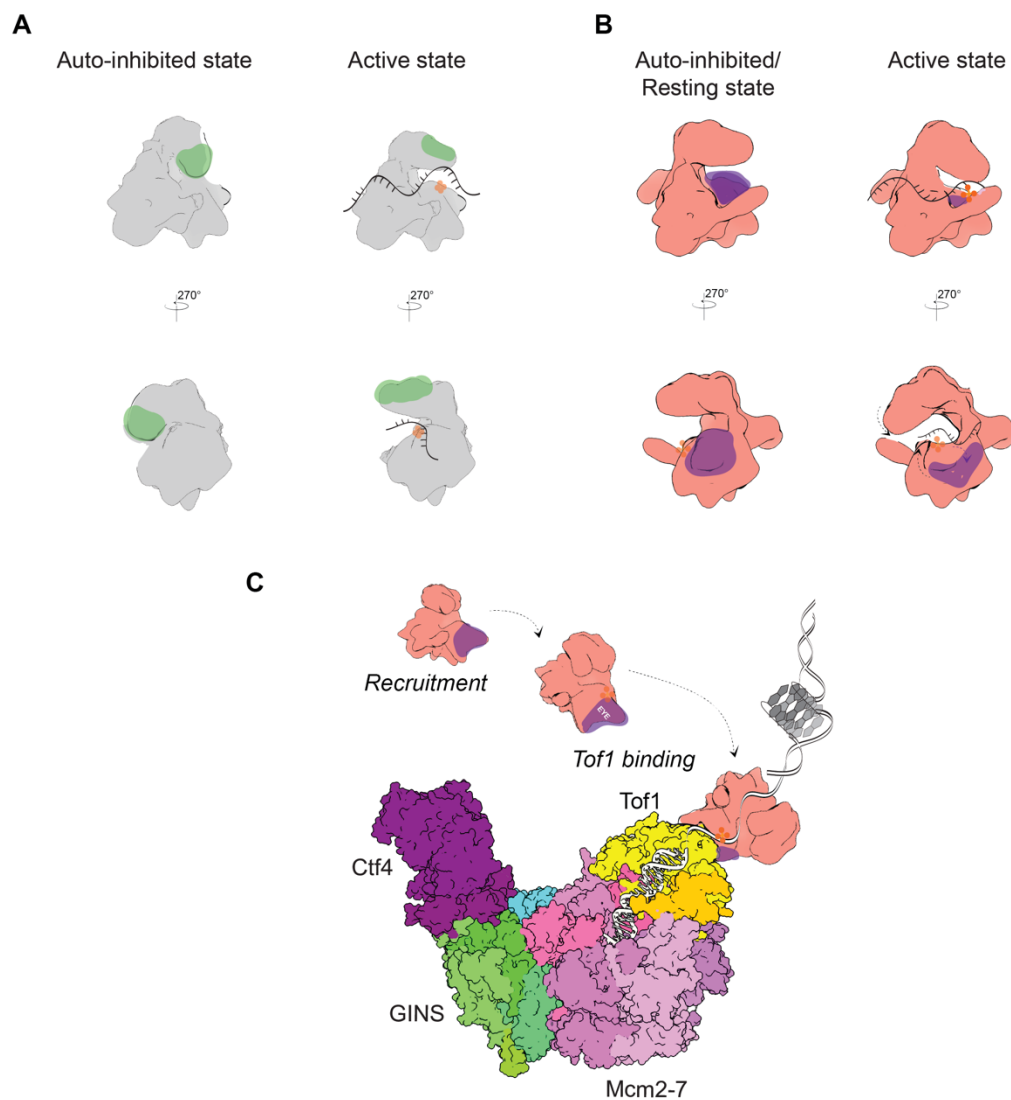 A
B
Auto-inhibited state
Active state
Auto-inhibited/
Resting state
Active state
270°
270°
270°
270°
C
Recruitment
EYE
Tof1 binding
Tof1
Ctf4
GINS
Mcm2-7